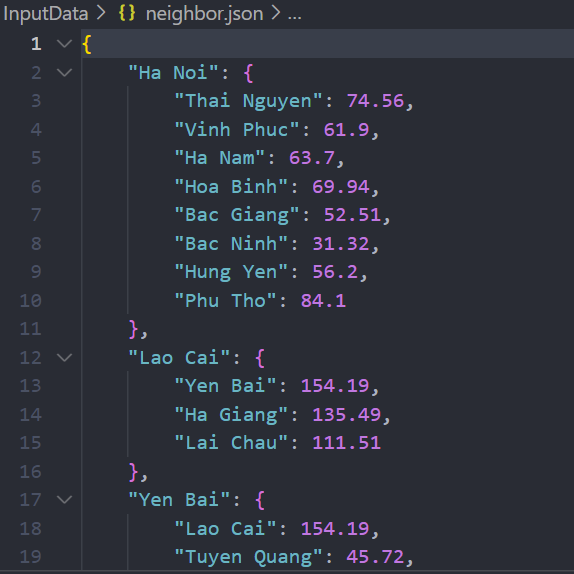 InputData > {} neighbor.json > ...
1 {
2 "Ha Noi": {
3 "Thai Nguyen": 74.56,
4 "Vinh Phuc": 61.9,
5 "Ha Nam": 63.7,
6 "Hoa Binh": 69.94,
7 "Bac Giang": 52.51,
8 "Bac Ninh": 31.32,
9 "Hung Yen": 56.2,
10 "Phu Tho": 84.1
11 },
12 "Lao Cai": {
13 "Yen Bai": 154.19,
14 "Ha Giang": 135.49,
15 "Lai Chau": 111.51
16 },
17 "Yen Bai": {
18 "Lao Cai": 154.19,
19 "Tuyen Quang": 45.72,